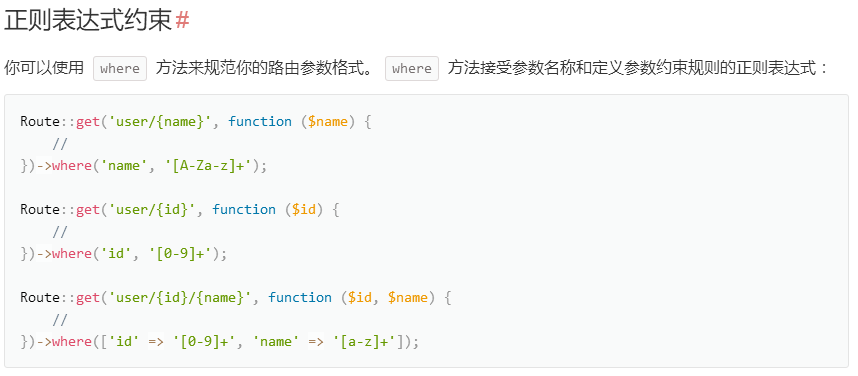 正则表达式约束#
你可以使用 where 方法来规范你的路由参数格式。 where 方法接受参数名称和定义参数约束规则的正则表达式：
Route::get('user/{name}', function ($name) {
    //
})->where('name', '[A-Za-z]+');
Route::get('user/{id}', function ($id) {
    //
})->where('id', '[0-9]+');
Route::get('user/{id}/{name}', function ($id, $name) {
    //
})->where(['id' => '[0-9]+', 'name' => '[a-z]+']);